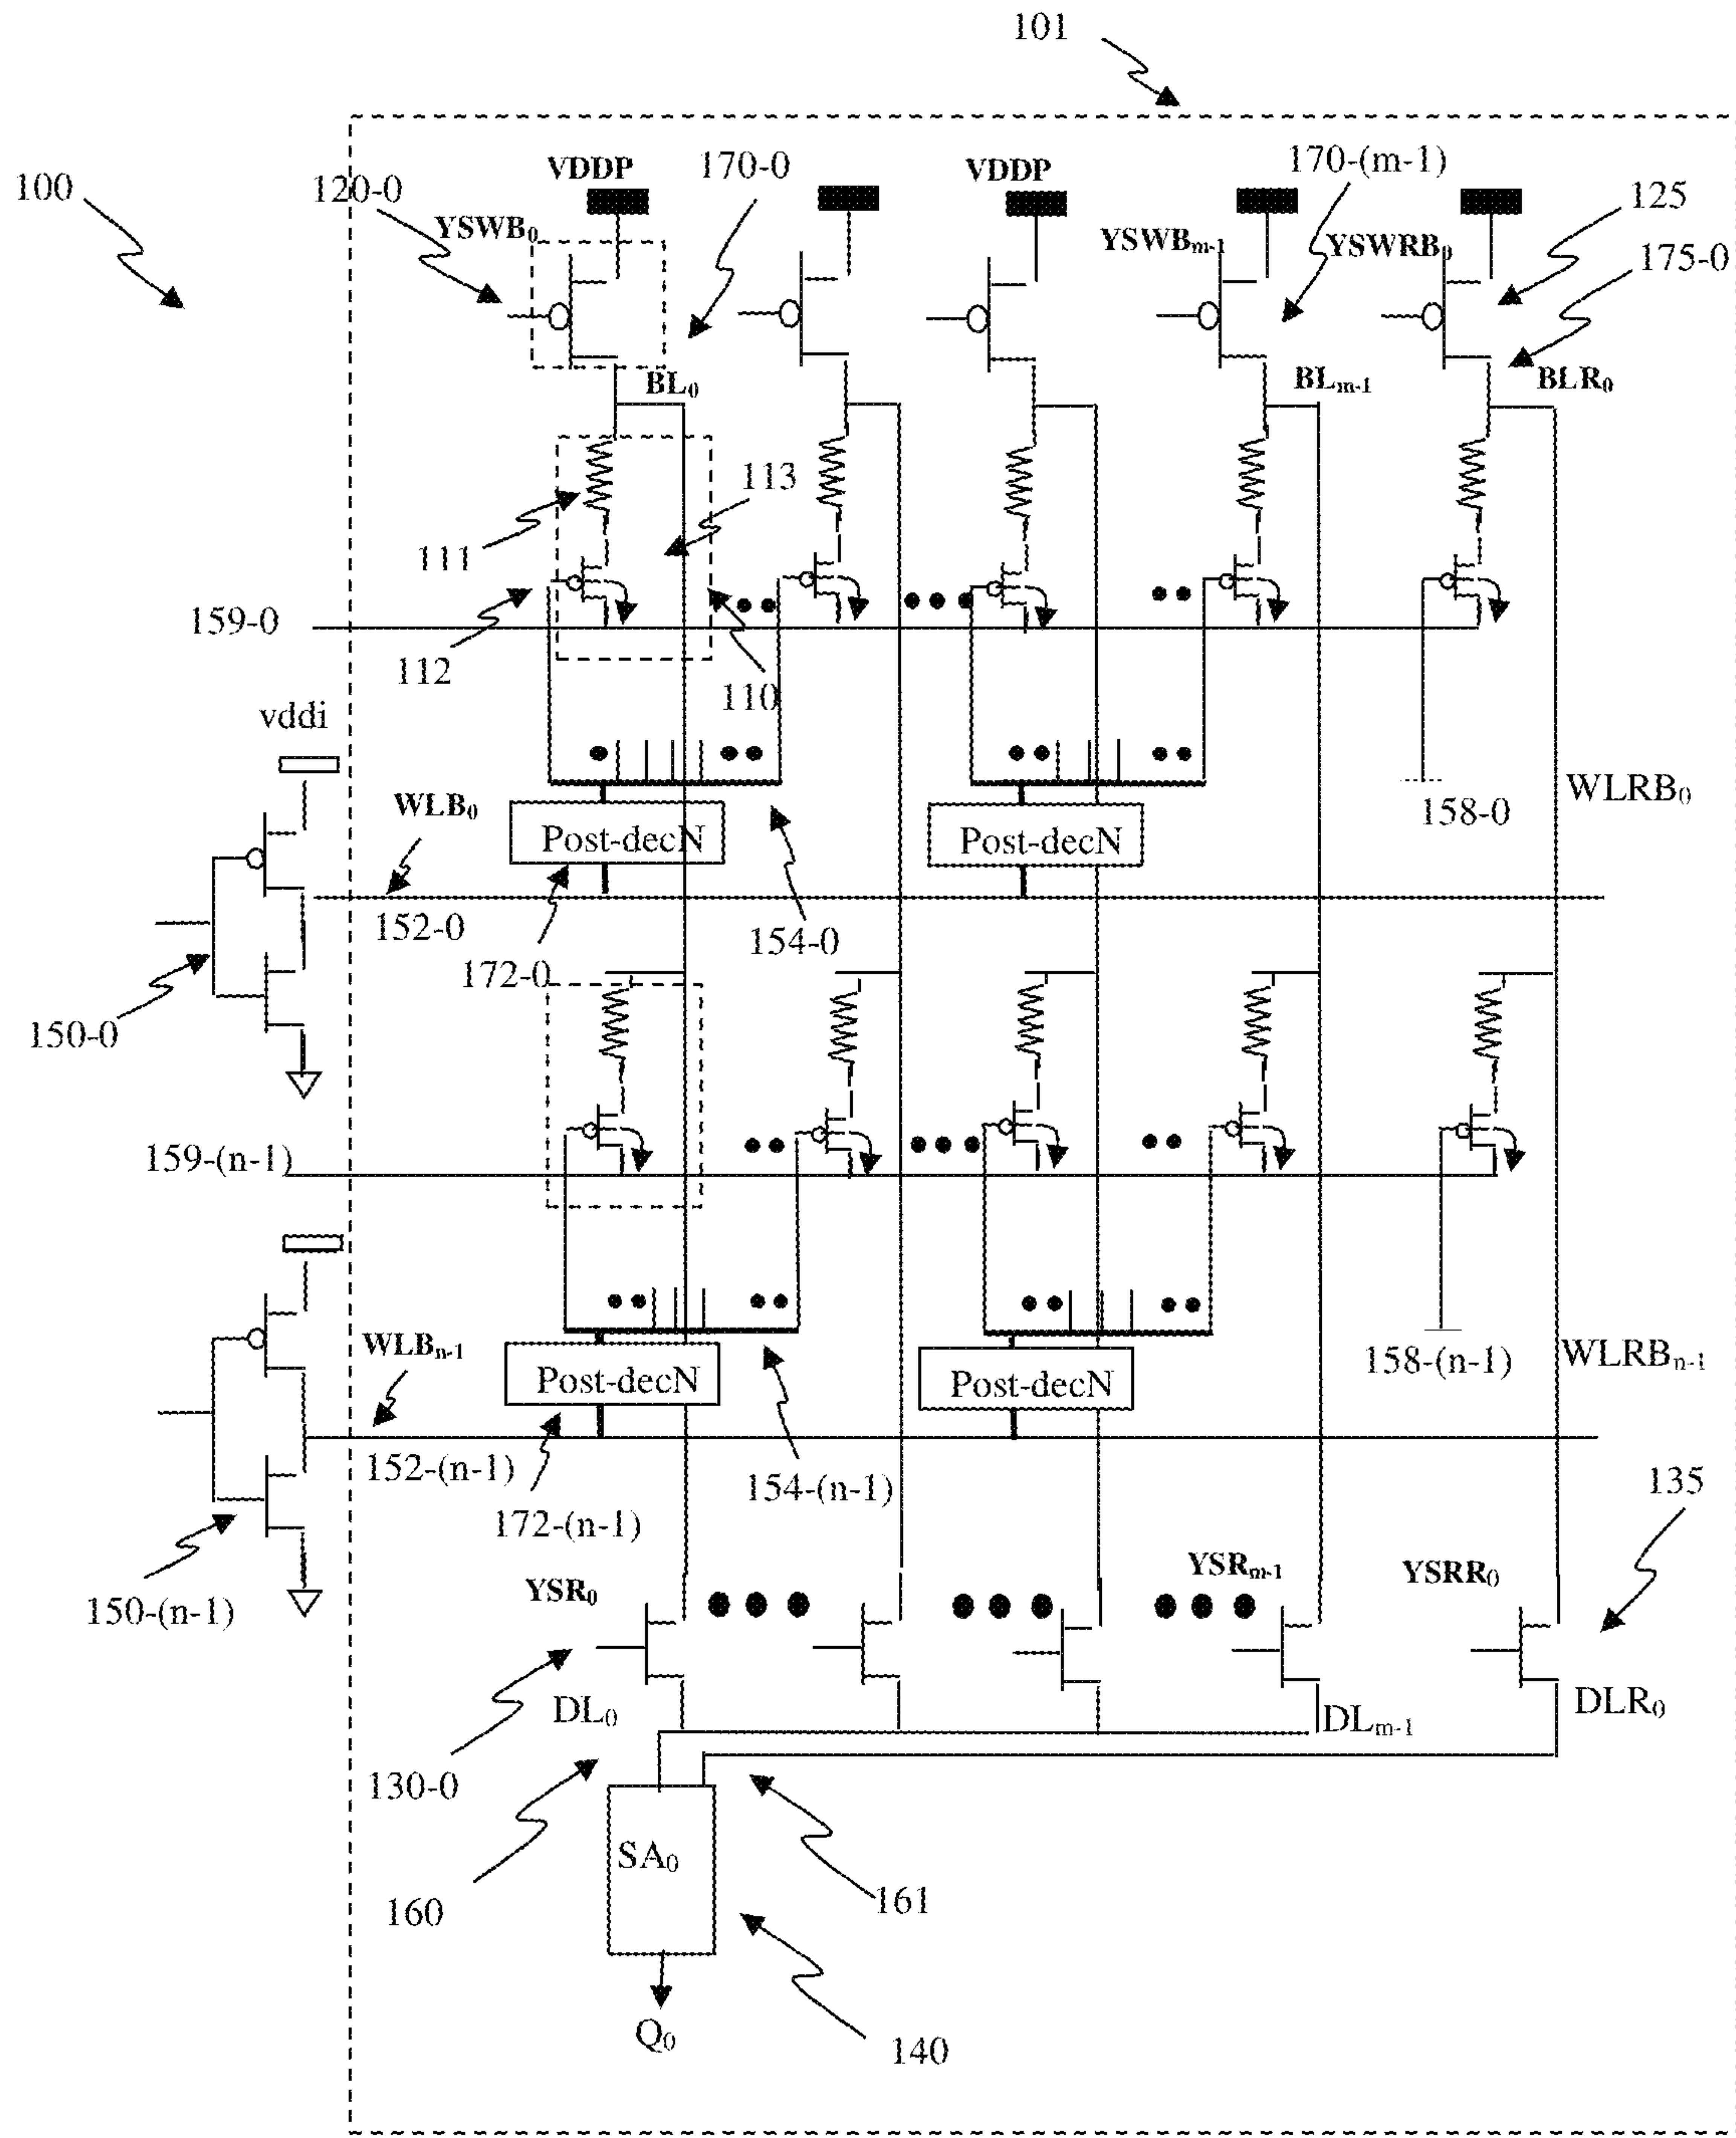 101
100
120-0
VDDP
170-0
VDDP
170-(m-1)
125
YSWB₀
YSWBₘ₋₁
YSWRB₀
175-0
BL₀
BLₘ₋₁
BLR₀
113
111
159-0
112
110
vddi
WLB₀
158-0
WLRB₀
Post-decN
Post-decN
152-0
154-0
172-0
150-0
159-(n-1)
WLBₙ₋₁
158-(n-1)
WLRBₙ₋₁
Post-decN
Post-decN
152-(n-1)
154-(n-1)
135
172-(n-1)
150-(n-1)
YSR₀
YSRₘ₋₁
YSRR₀
DL₀
DLₘ₋₁
DLR₀
130-0
SA₀
160
161
Q₀
140